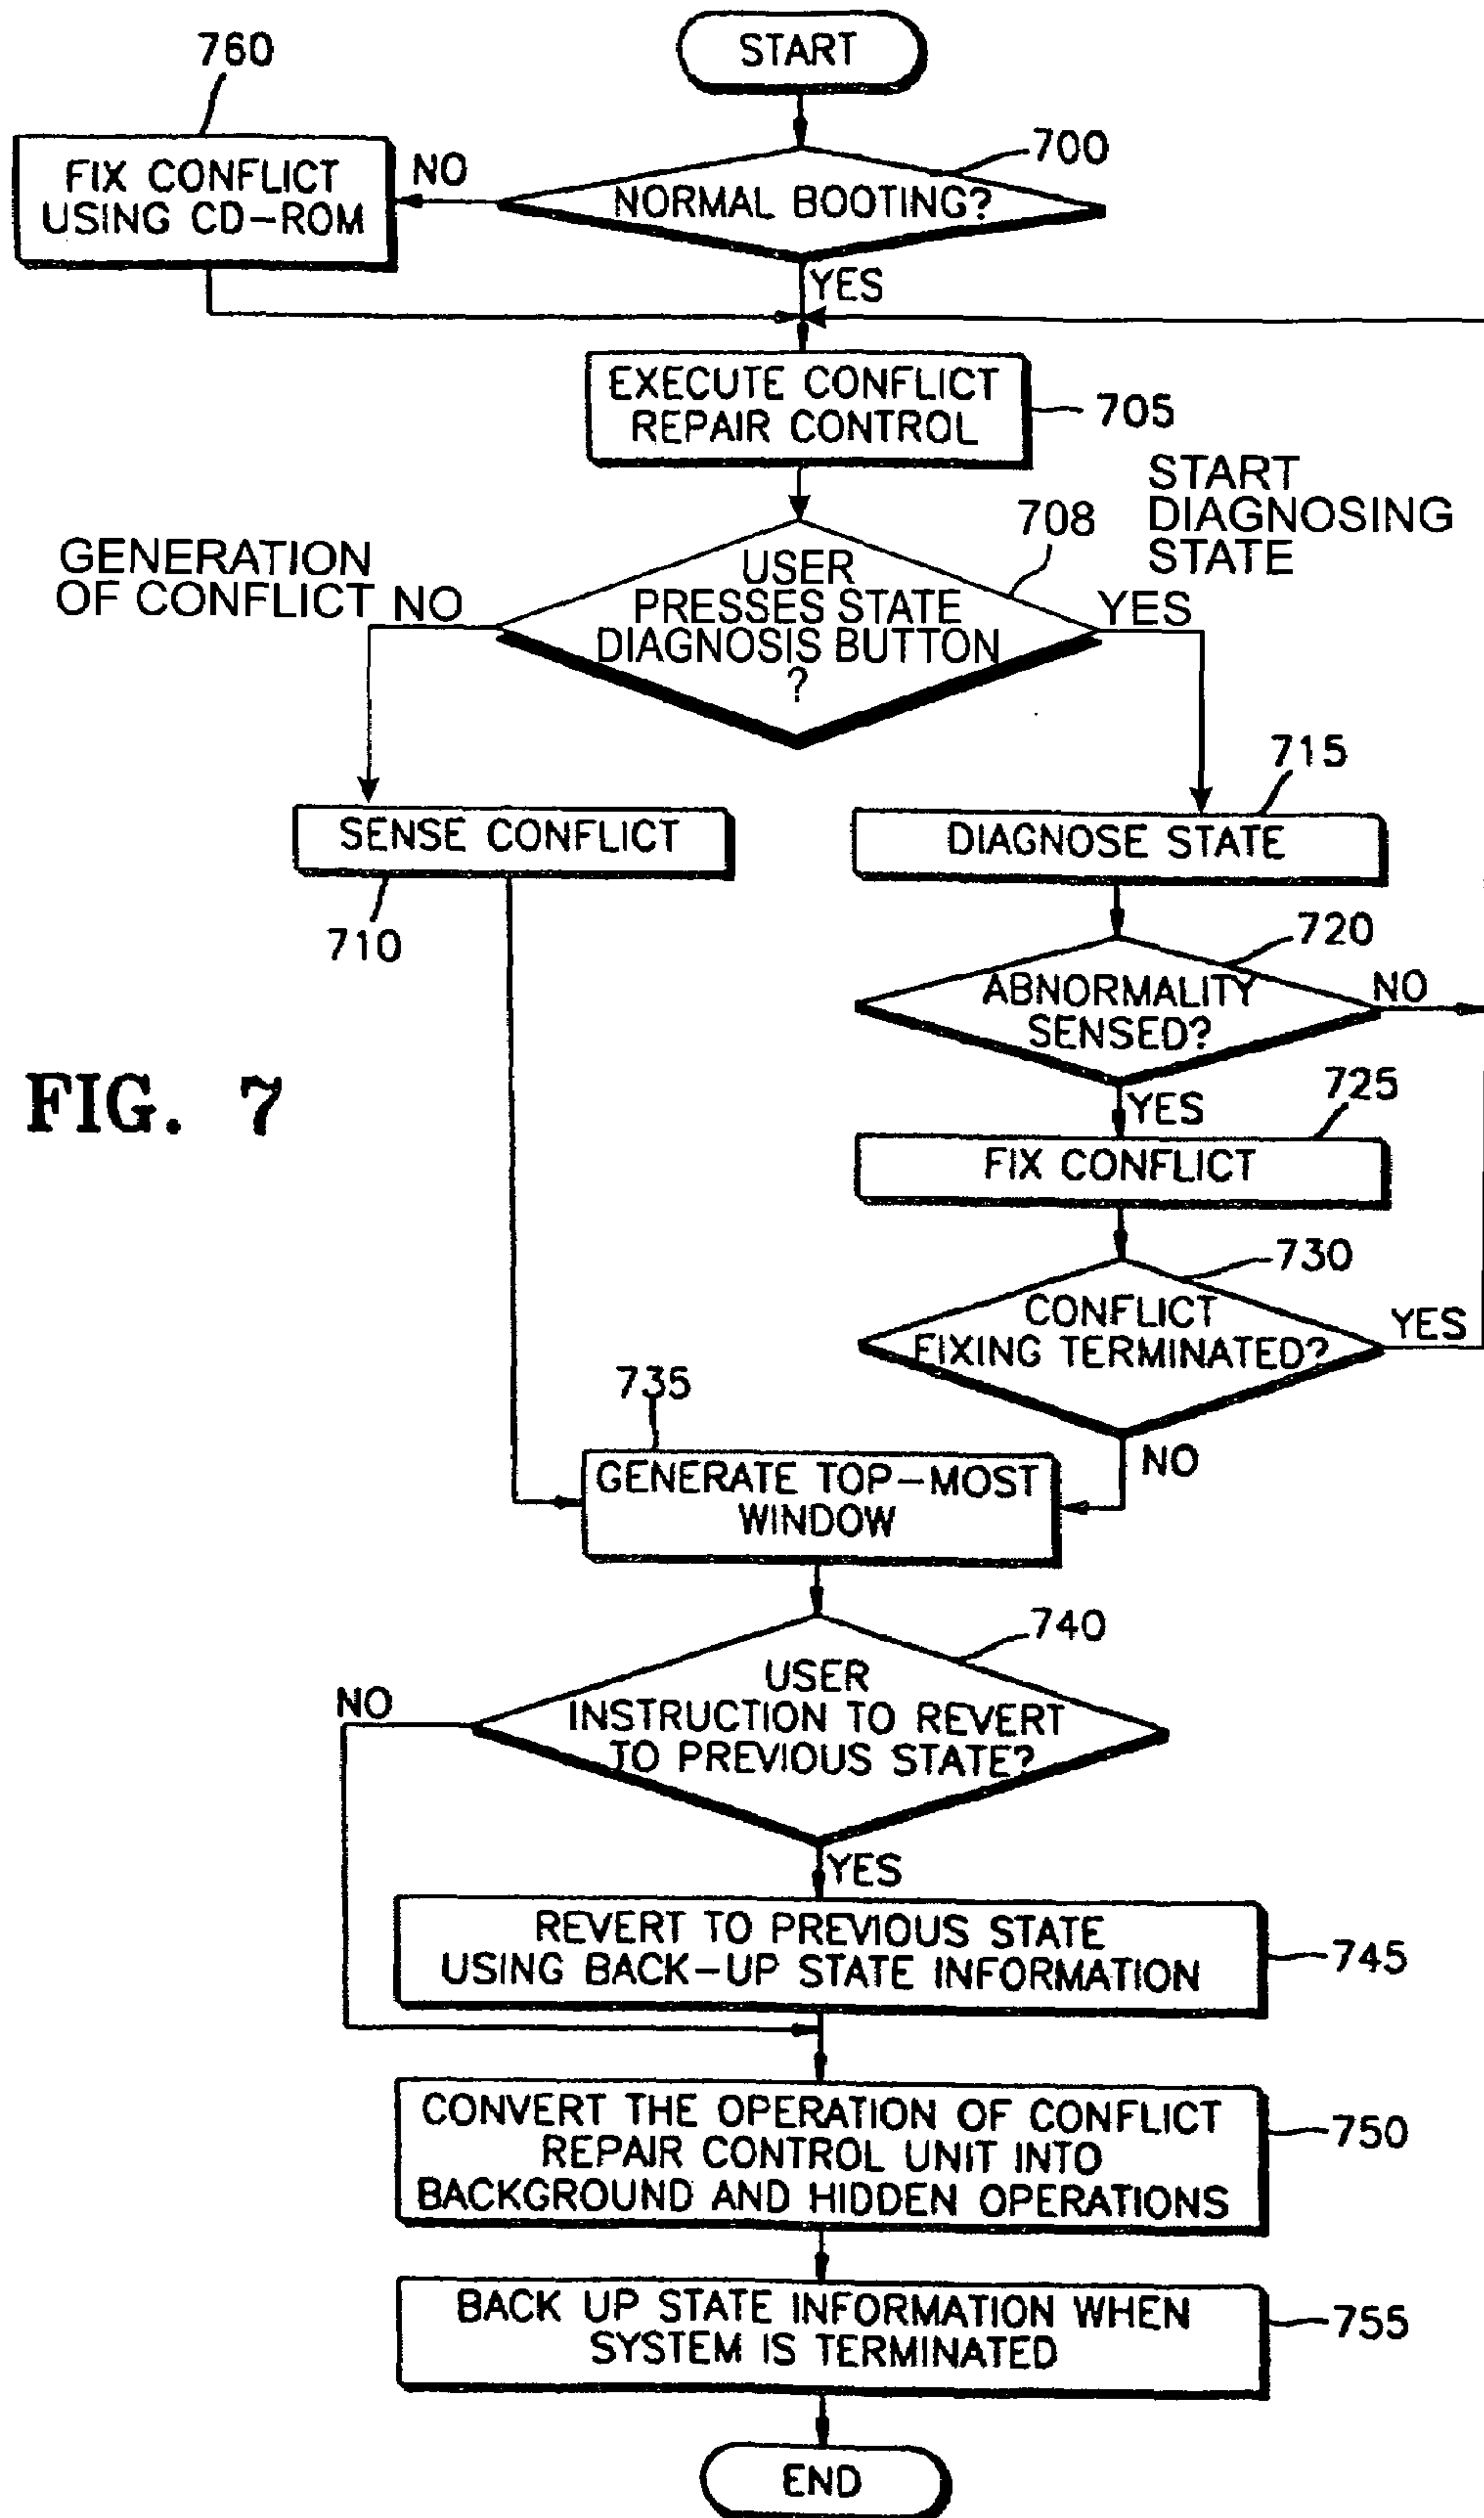 START
760
700
FIX CONFLICT
USING CD-ROM
NO
NORMAL BOOTING?
YES
EXECUTE CONFLICT
REPAIR CONTROL
705
START
DIAGNOSING
STATE
708
GENERATION
OF CONFLICT
NO
USER
PRESSES STATE
DIAGNOSIS BUTTON
?
YES
715
SENSE CONFLICT
DIAGNOSE STATE
710
720
ABNORMALITY
SENSED?
NO
FIG. 7
YES
725
FIX CONFLICT
730
CONFLICT
FIXING TERMINATED?
YES
735
NO
GENERATE TOP-MOST
WINDOW
740
USER
INSTRUCTION TO REVERT
TO PREVIOUS STATE?
NO
YES
REVERT TO PREVIOUS STATE
USING BACK-UP STATE INFORMATION
745
CONVERT THE OPERATION OF CONFLICT
REPAIR CONTROL UNIT INTO
BACKGROUND AND HIDDEN OPERATIONS
750
BACK UP STATE INFORMATION WHEN
SYSTEM IS TERMINATED
755
END